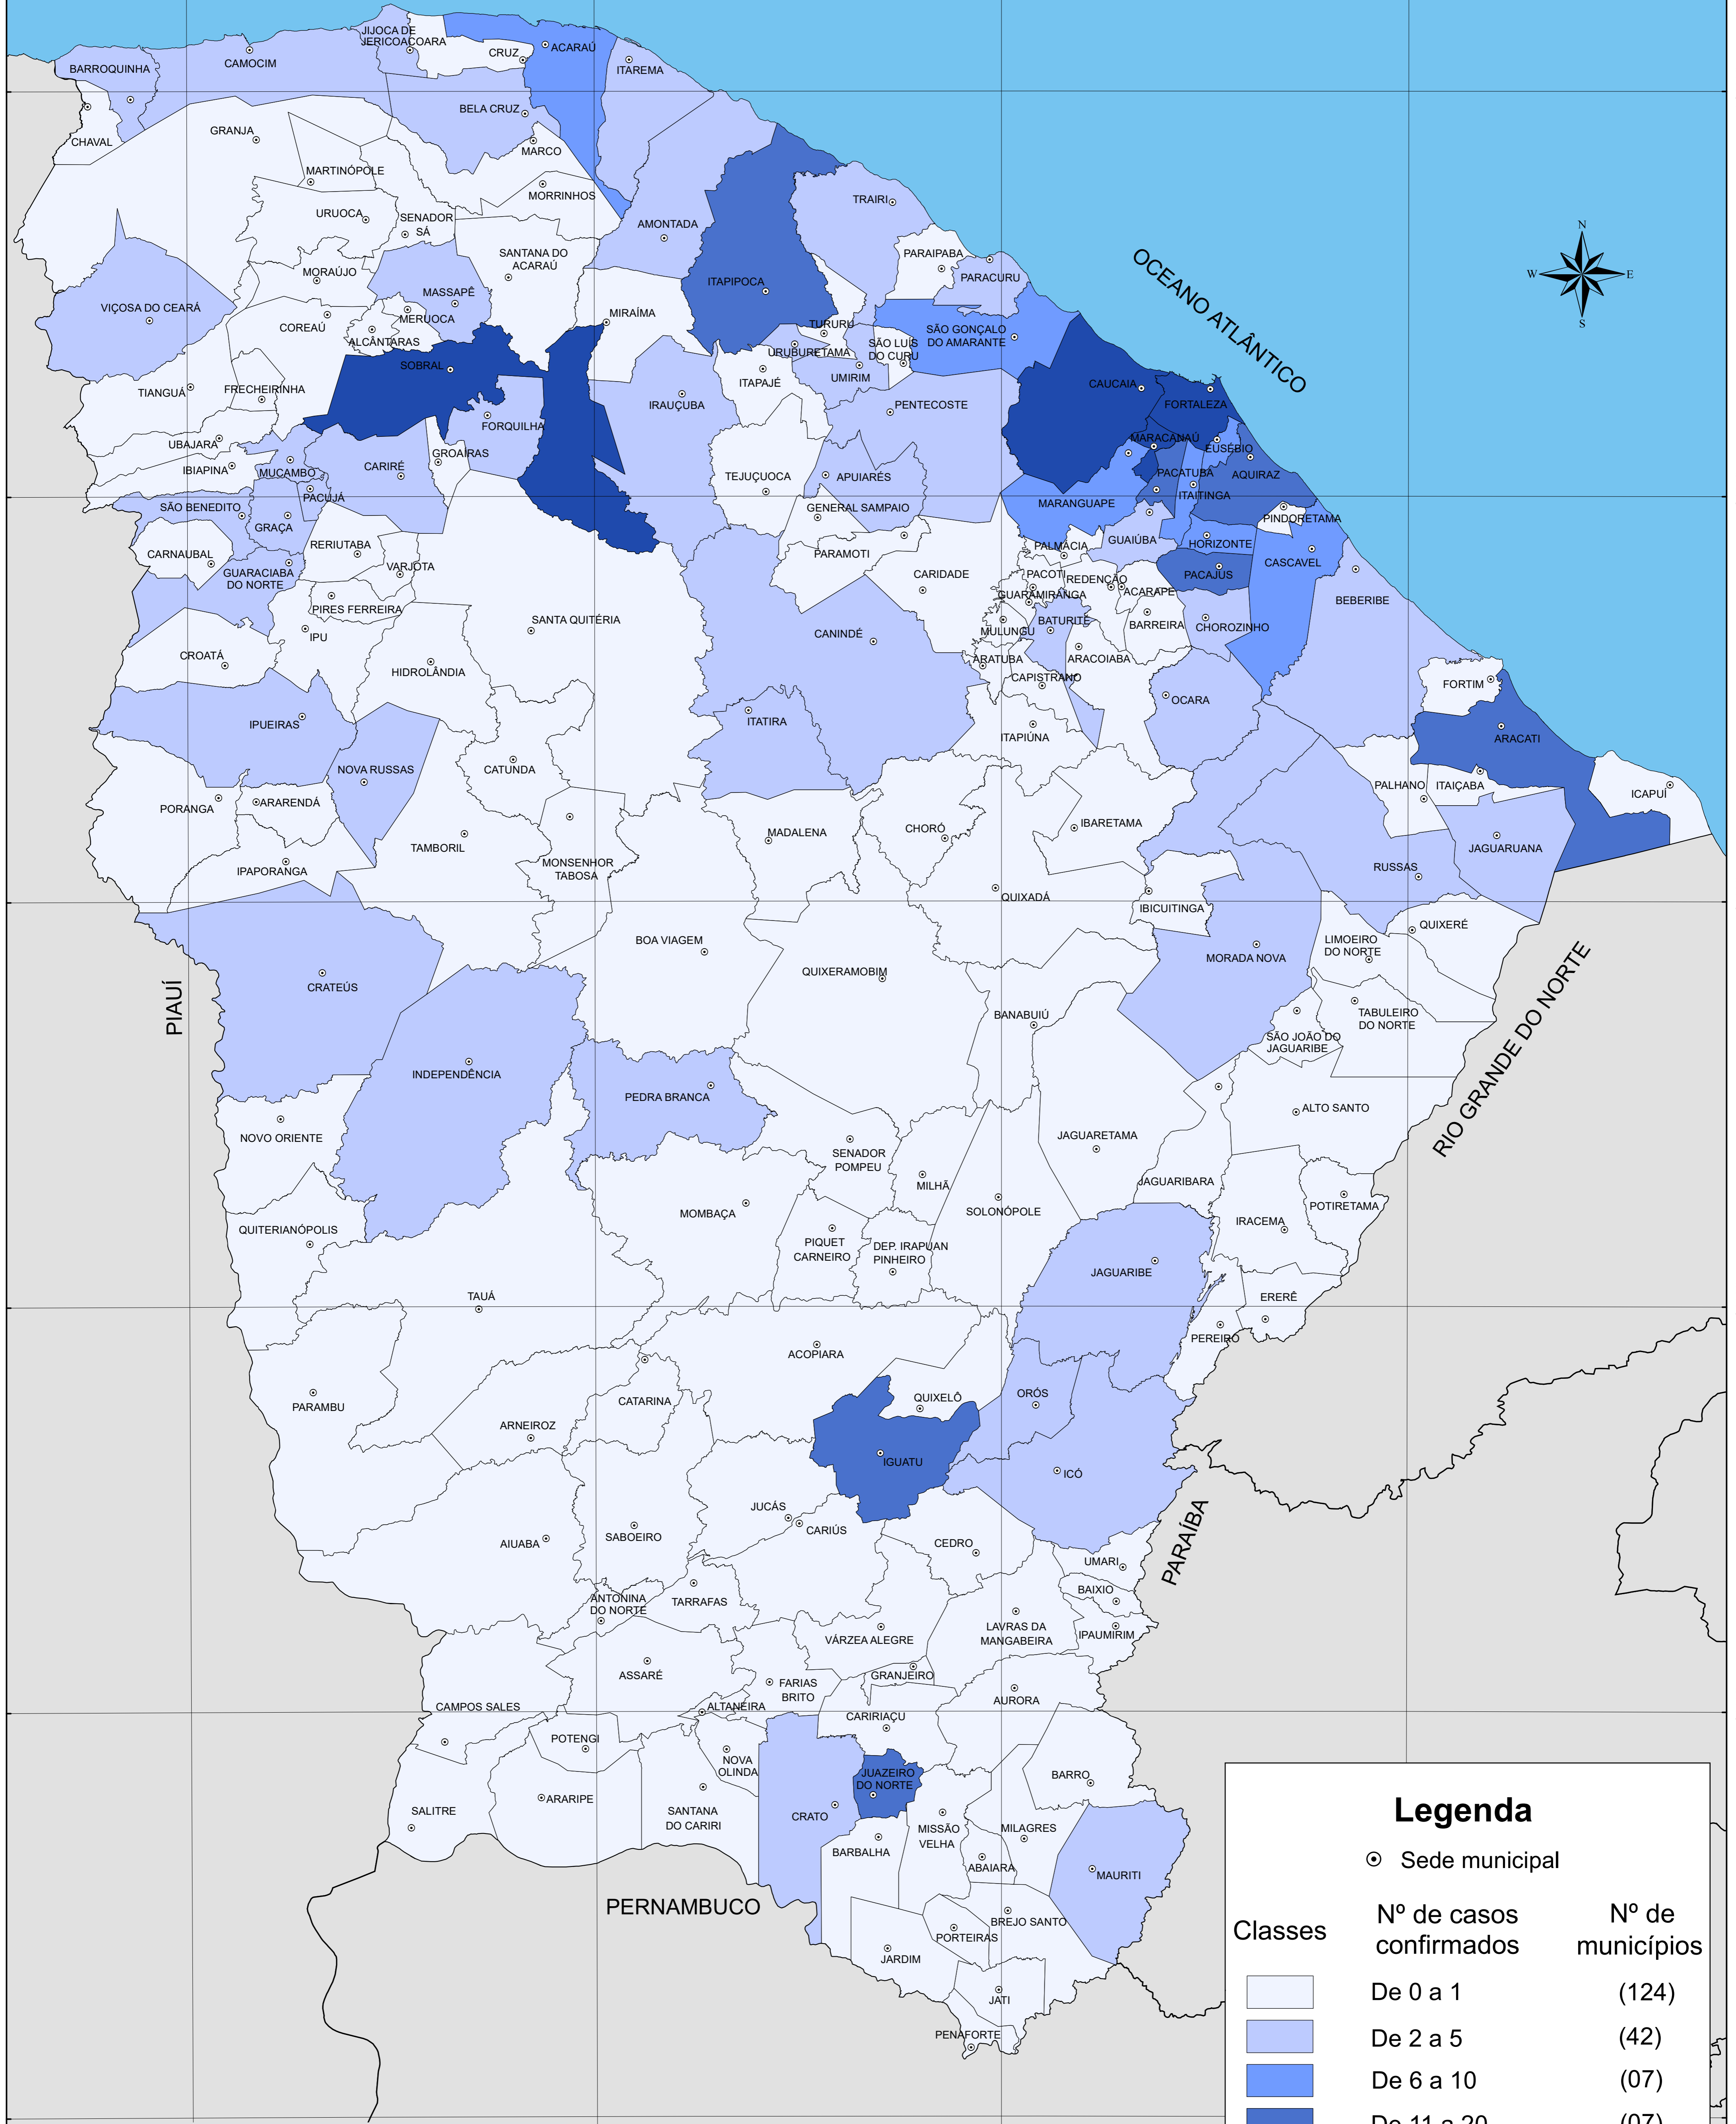 JIJOCA DE
JERICOACOARA
CRUZ
ACARAÚ
BARROQUINHA
CAMOCIM
ITAREMA
BELA CRUZ
CHAVAL
GRANJA
MARCO
MARTINÓPOLE
MORRINHOS
TRAIRI
URUOCA
SENADOR
SÁ
AMONTADA
N
W
E
S
OCEANO ATLÂNTICO
SANTANA DO
ACARAÚ
PARAIPABA
MORAÚJO
PARACURU
MASSAPÊ
ITAPIPOCA
VIÇOSA DO CEARÁ
MERUOCA
MIRAÍMA
COREAÚ
TURURU
SÃO GONÇALO
DO AMARANTE
ALCÂNTARAS
URUBURETAMA
SÃO LUÍS
DO CURU
SOBRAL
UMIRIM
ITAPAJÉ
CAUCAIA
TIANGUÁ
FRECHEIRINHA
IRAUÇUBA
PENTECOSTE
FORTALEZA
FORQUILHA
MARACANAÚ
UBAJARA
GROAÍRAS
EUSÉBIO
IBIAPINA
MUCAMBO
CARIRÉ
TEJUÇUOCA
APUIARÉS
PACATUBA
AQUIRAZ
PACUJÁ
ITAITINGA
SÃO BENEDITO
GENERAL SAMPAIO
MARANGUAPE
PINDORETAMA
GRAÇA
RERIUTABA
PALMÁCIA
GUAIÚBA
HORIZONTE
CARNAUBAL
PARAMOTI
CASCAVEL
GUARACIABA
DO NORTE
VARJOTA
CARIDADE
PACOTI
REDENÇÃO
PACAJUS
ACARAPE
GUARAMIRANGA
BEBERIBE
PIRES FERREIRA
SANTA QUITÉRIA
BATURITÉ
BARREIRA
CHOROZINHO
IPU
CANINDÉ
MULUNGU
CROATÁ
ARATUBA
ARACOIABA
HIDROLÂNDIA
CAPISTRANO
FORTIM
OCARA
IPUEIRAS
ITATIRA
ITAPIÚNA
ARACATI
NOVA RUSSAS
CATUNDA
PALHANO
ITAIÇABA
ICAPUÍ
PORANGA
ARARENDÁ
MADALENA
CHORÓ
IBARETAMA
TAMBORIL
JAGUARUANA
MONSENHOR
TABOSA
IPAPORANGA
RUSSAS
QUIXADÁ
IBICUITINGA
QUIXERÉ
BOA VIAGEM
LIMOEIRO
DO NORTE
MORADA NOVA
QUIXERAMOBIM
CRATEÚS
PIAUÍ
RIO GRANDE DO NORTE
BANABUIÚ
TABULEIRO
DO NORTE
SÃO JOÃO DO
JAGUARIBE
INDEPENDÊNCIA
PEDRA BRANCA
ALTO SANTO
NOVO ORIENTE
JAGUARETAMA
SENADOR
POMPEU
MILHÃ
JAGUARIBARA
POTIRETAMA
MOMBAÇA
SOLONÓPOLE
QUITERIANÓPOLIS
IRACEMA
PIQUET
CARNEIRO
DEP. IRAPUAN
PINHEIRO
JAGUARIBE
TAUÁ
ERERÊ
PEREIRO
ACOPIARA
PARAMBU
CATARINA
QUIXELÔ
ORÓS
ARNEIROZ
IGUATU
ICÓ
JUCÁS
CARIÚS
SABOEIRO
AIUABA
CEDRO
PARAÍBA
UMARI
BAIXIO
ANTONINA
DO NORTE
TARRAFAS
LAVRAS DA
MANGABEIRA
IPAUMIRIM
VÁRZEA ALEGRE
ASSARÉ
GRANJEIRO
FARIAS
BRITO
AURORA
CAMPOS SALES
ALTANEIRA
CARIRIAÇU
POTENGI
NOVA
OLINDA
JUAZEIRO
DO NORTE
BARRO
ARARIPE
SALITRE
SANTANA
DO CARIRI
CRATO
MISSÃO
VELHA
MILAGRES
BARBALHA
ABAIARA
MAURITI
PERNAMBUCO
BREJO SANTO
PORTEIRAS
JARDIM
JATI
PENAFORTE
Legenda
Sede municipal
Classes
Nº de casos
confirmados
Nº de
municípios
De 0 a 1 (124)
De 2 a 5 (42)
De 6 a 10 (07)
De 11 a 20 (07)